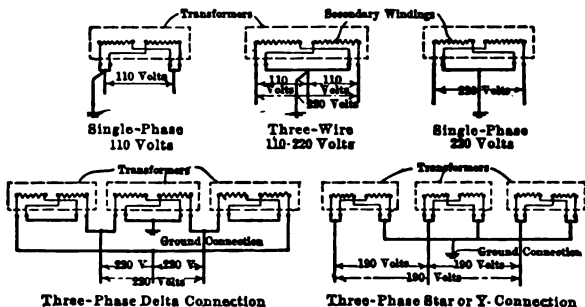 Transformers
Secondary Windings
110 Volts
110 Volts
110 Volts
220 Volts
220 Volts
Single-Phase
110 Volts
Three-Wire
110-220 Volts
Single-Phase
220 Volts
Transformers
Transformers
Ground Connection
220 V
220 V
220 Volts
Ground Connection
190 Volts
190 Volts
190 Volts
Three-Phase Delta Connection
Three-Phase Star or Y-Connection